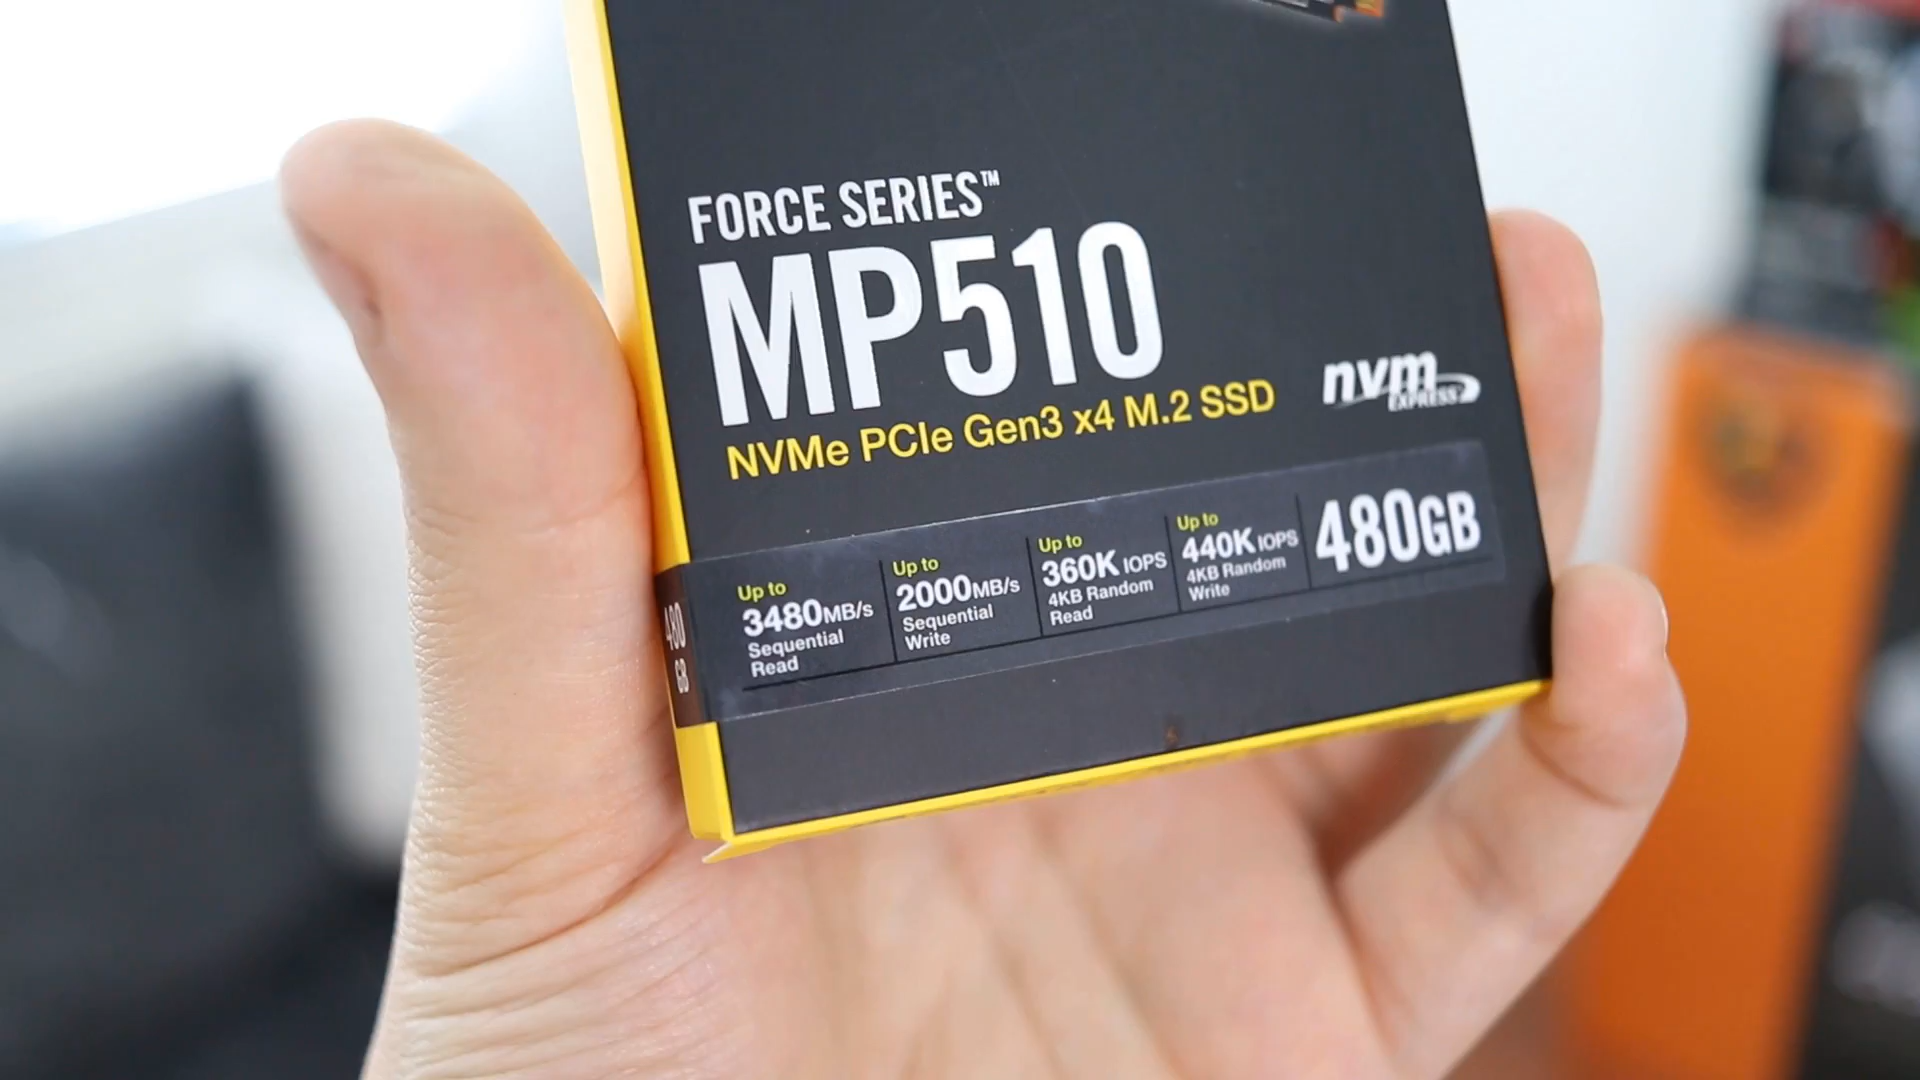 FORCE SERIES™
MP510
NVMe PCIe Gen3 x4 M.2 SSD
nvm
EXPRESS
Up to
3480MB/s
Sequential
Read
Up to
2000MB/s
Sequential
Write
Up to
360K IOPS
4KB Random
Read
Up to
440K IOPS
4KB Random
Write
480GB
480
GB